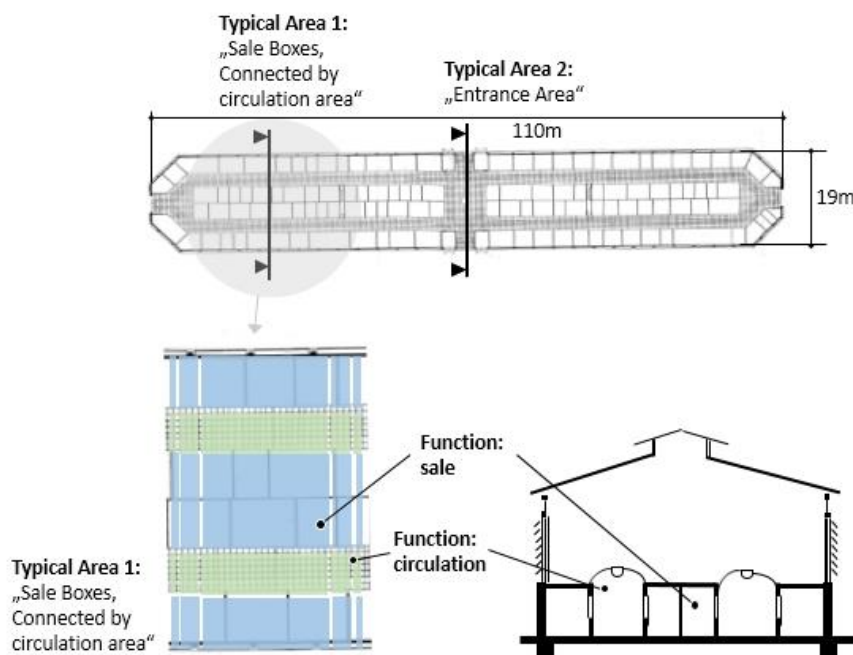 Typical Area 1:
„Sale Boxes,
Connected by
circulation area“
Typical Area 2:
„Entrance Area“
110m
19m
Function:
sale
Function:
circulation
Typical Area 1:
„Sale Boxes,
Connected by
circulation area“